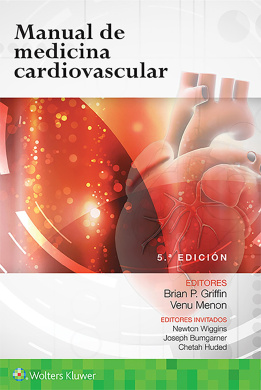 Manual de
medicina
cardiovascular
5.ª EDICIÓN
EDITORES
Brian P. Griffin
Venu Menon
EDITORES INVITADOS
Newton Wiggins
Joseph Bumgarner
Chetah Huded
Wolters Kluwer